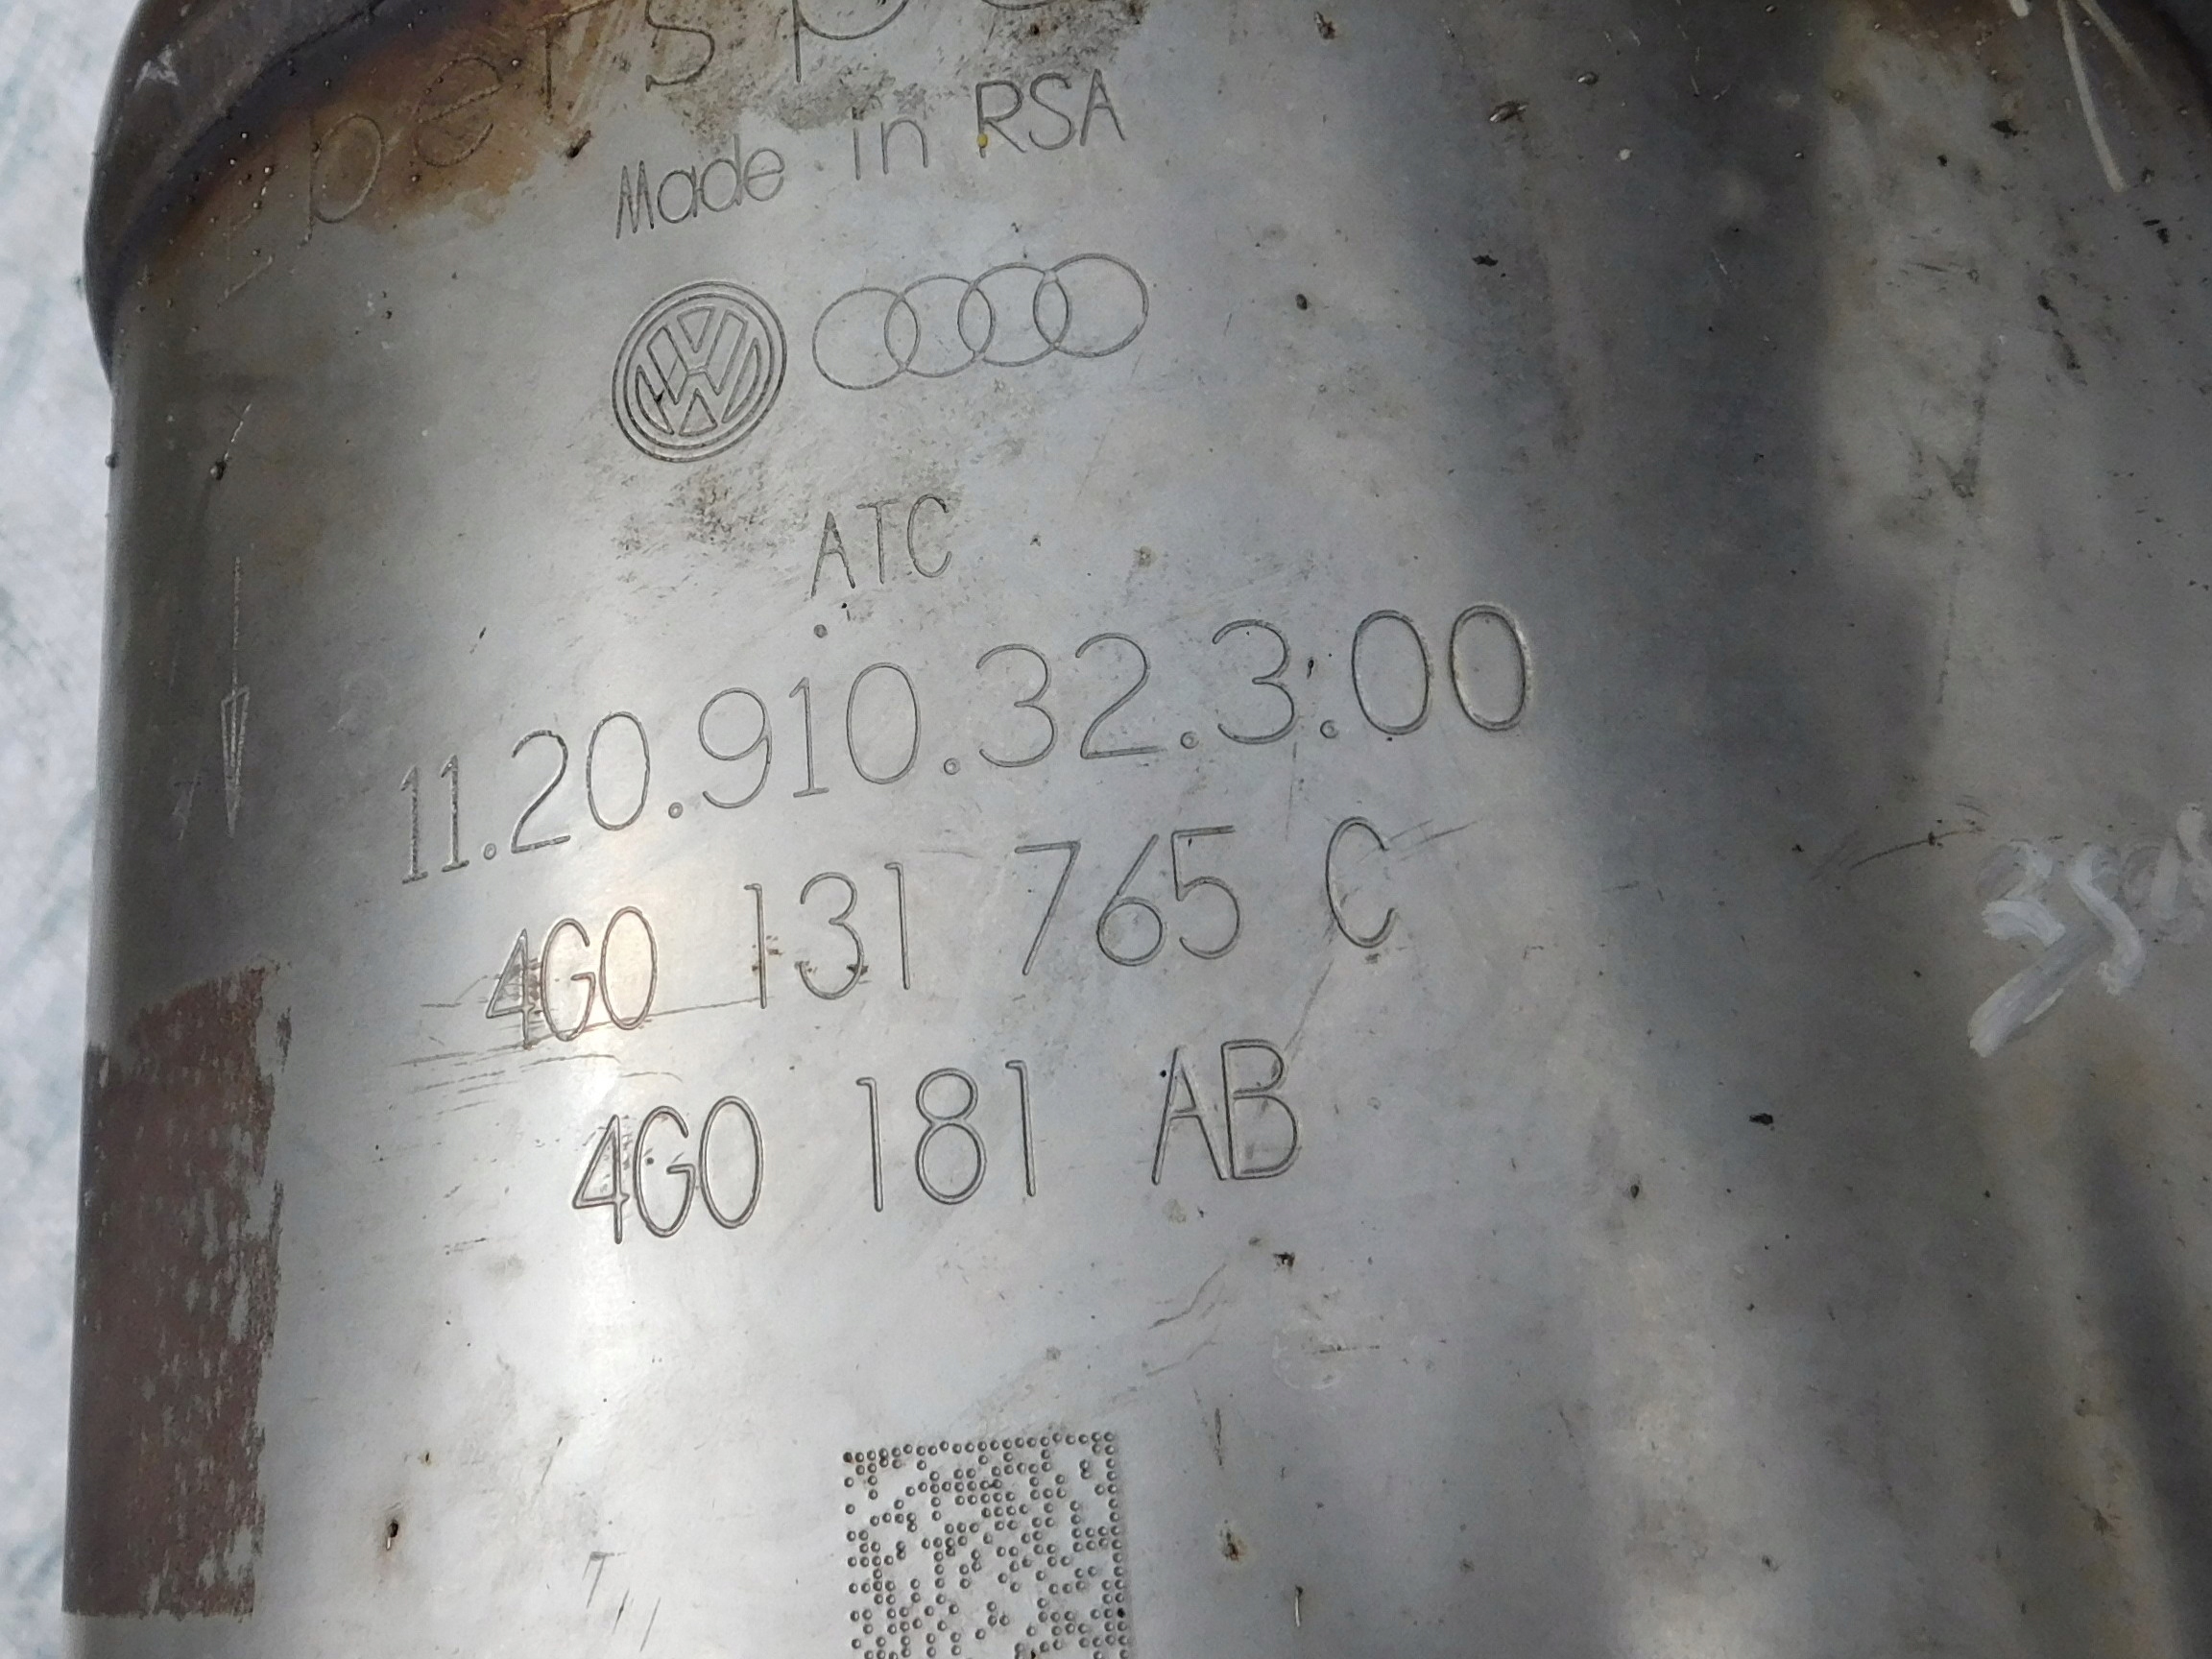 Made in RSA
ATC
11.20.910.32.3.00
4G0 131 765 C
4G0 181 AB